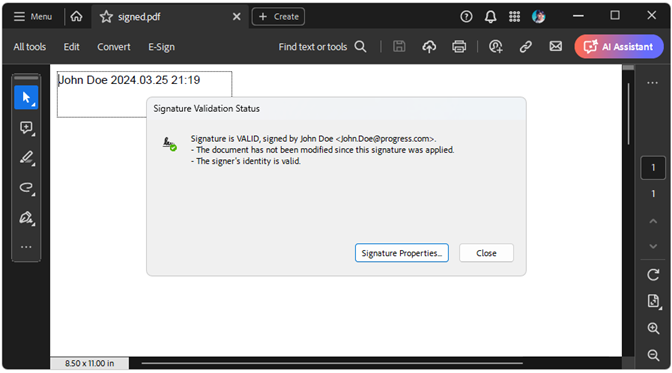 Menu
signed.pdf
Create
All tools
Edit
Convert
E-Sign
Find text or tools
AI Assistant
John Doe 2024.03.25 21:19
Signature Validation Status
Signature is VALID, signed by John Doe <John.Doe@progress.com>.
- The document has not been modified since this signature was applied.
- The signer's identity is valid.
Signature Properties...
Close
1
1
8.50 x 11.00 in